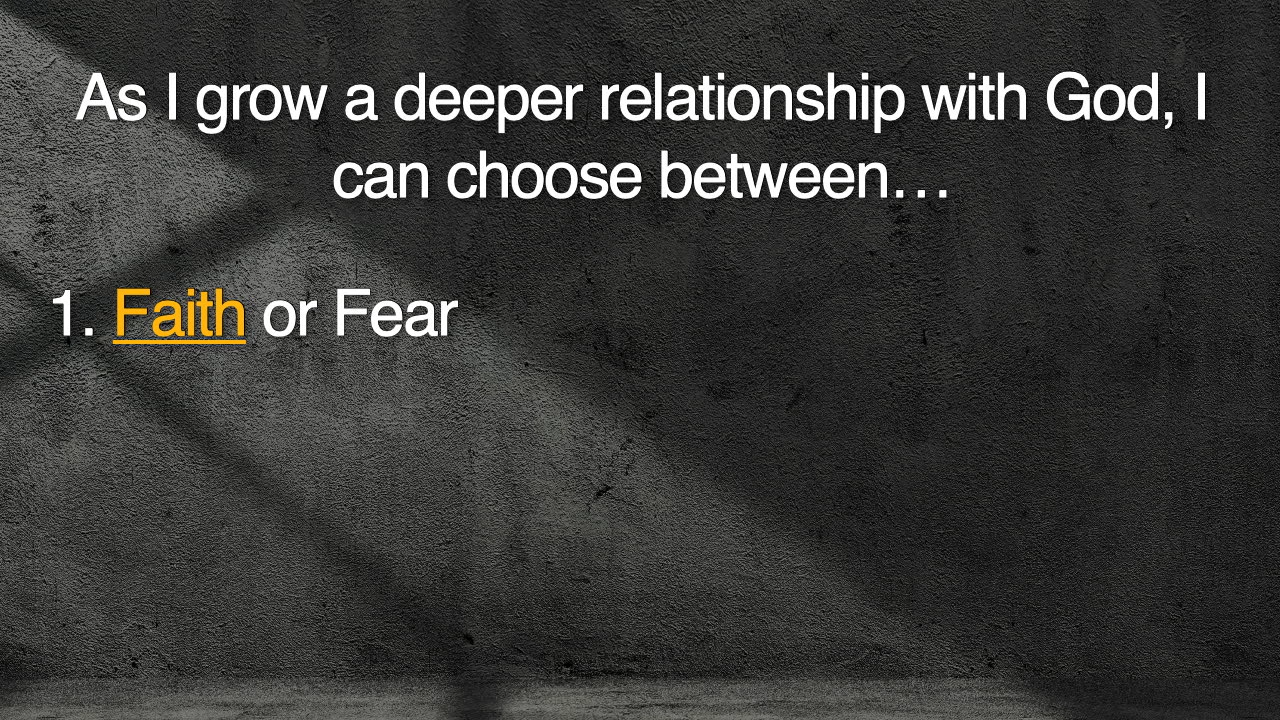 As I grow a deeper relationship with God, I
can choose between…
1. Faith or Fear